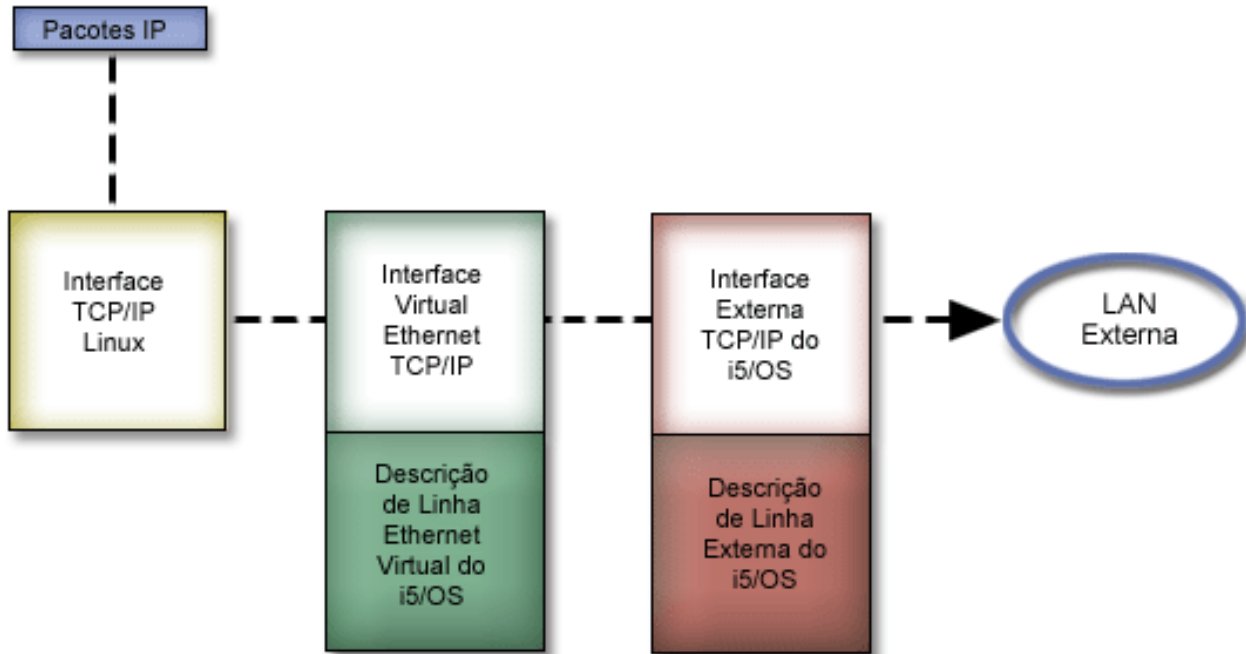 Pacotes IP
Interface
TCP/IP
Linux
Interface
Virtual
Ethernet
TCP/IP
Descrição
de Linha
Ethernet
Virtual do
i5/OS
Interface
Externa
TCP/IP do
i5/OS
Descrição
de Linha
Externa do
i5/OS
LAN
Externa